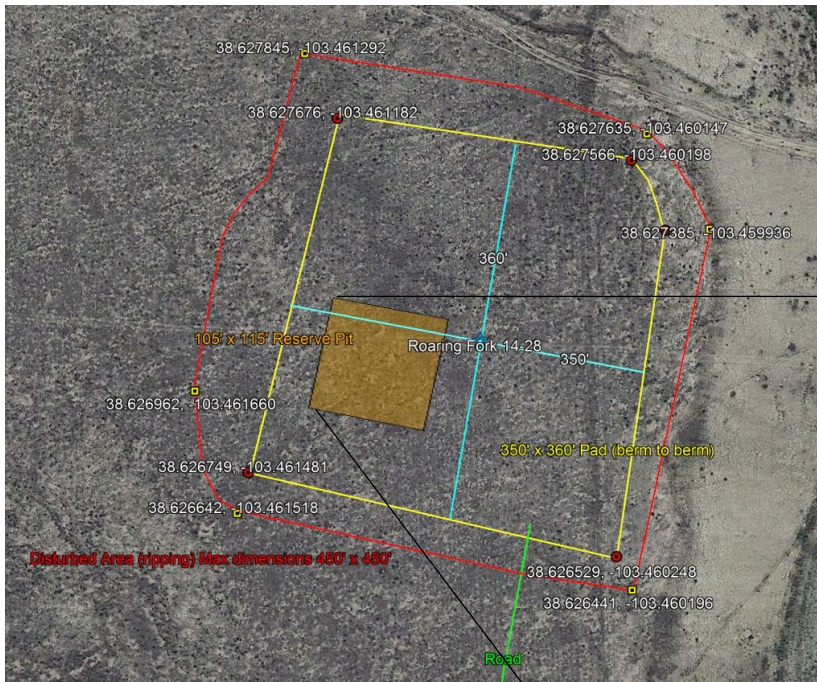 38.627845, -103.461292
38.627676, -103.461182
38.627635, -103.460147
38.627566, -103.460198
38.627385, -103.459936
360'
105' x 115' Reserve Pit
Roaring Fork 14-28
350'
38.626962, -103.461660
350' x 360' Pad (berm to berm)
38.626749, -103.461481
38.626642, -103.461518
Disturbed Area (ripping) Max dimensions 450' x 450'
38.626529, -103.460248
38.626441, -103.460196
Road